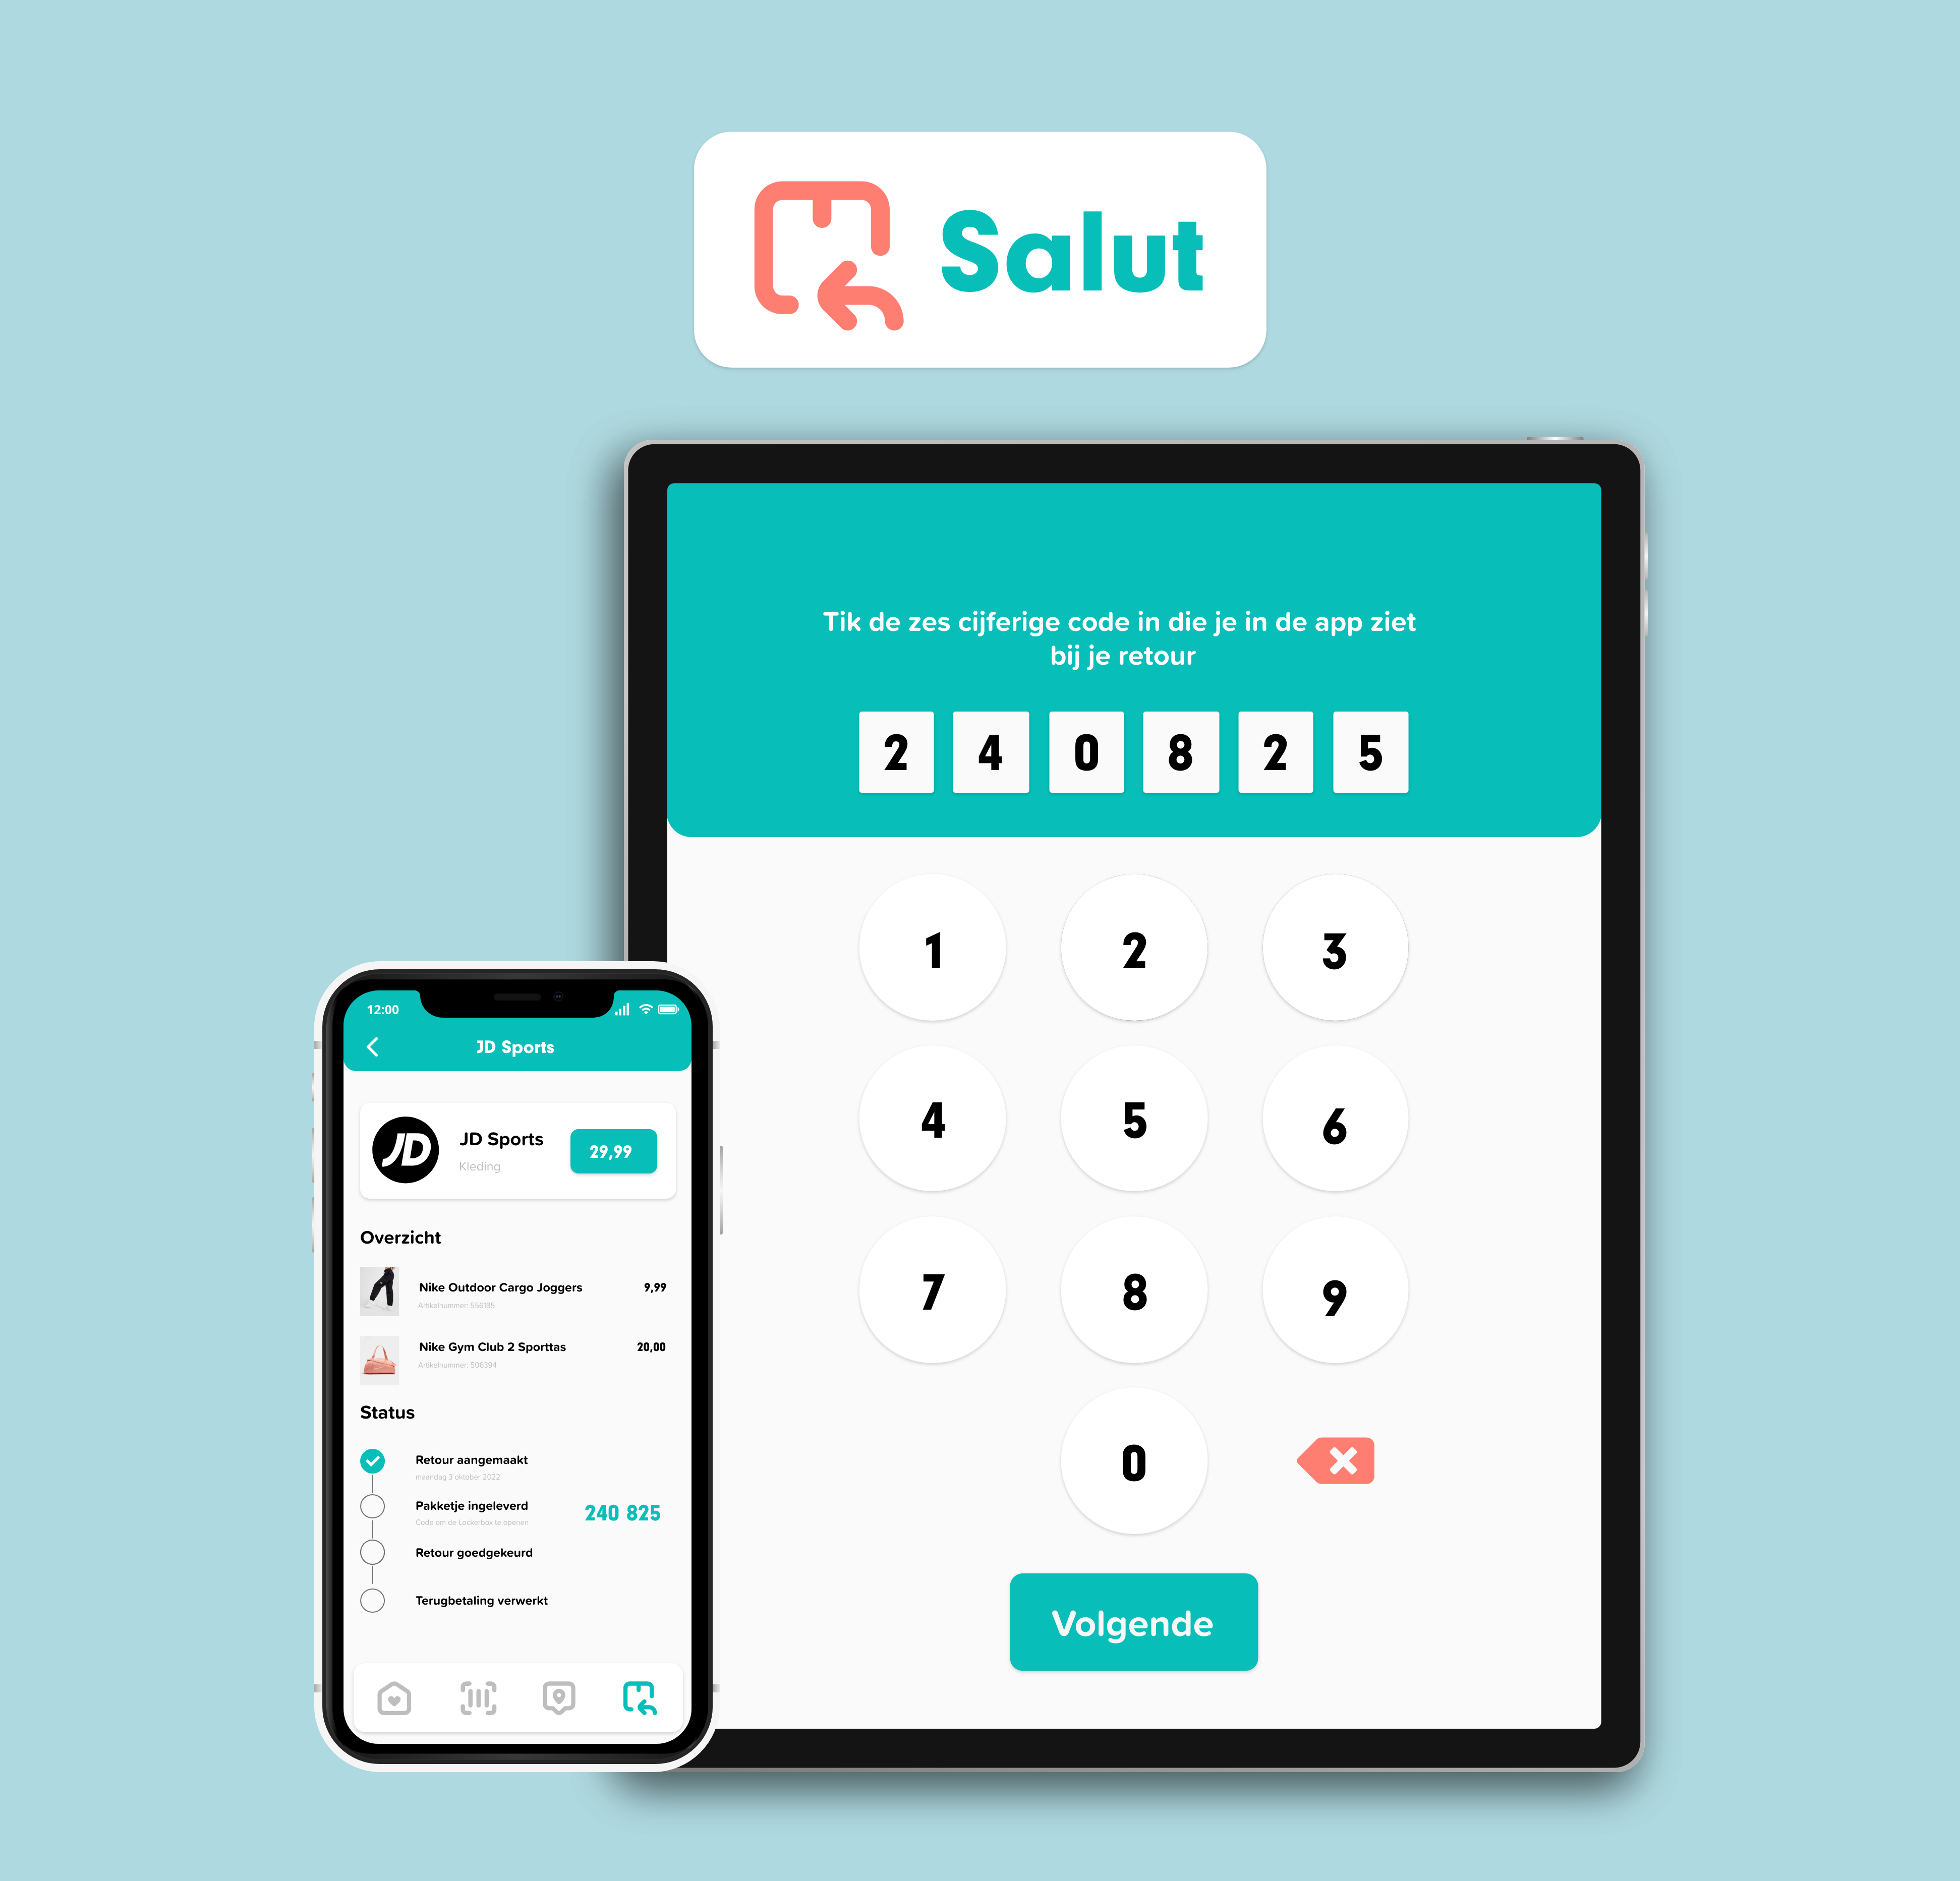 Salut
Tik de zes cijferige code in die je in de app ziet
bij je retour
2 4 0 8 2 5
1 2 3
4 5 6
7 8 9
0
Volgende
12:00
JD Sports
JD
JD Sports
29,99
Kleding
Overzicht
Nike Outdoor Cargo Joggers 9,99
Artikelnummer: 556185
Nike Gym Club 2 Sporttas 20,00
Artikelnummer: 506394
Status
Retour aangemaakt
maandag 3 oktober 2022
Pakketje ingeleverd
240 825
Code om de Lockerbox te openen
Retour goedgekeurd
Terugbetaling verwerkt